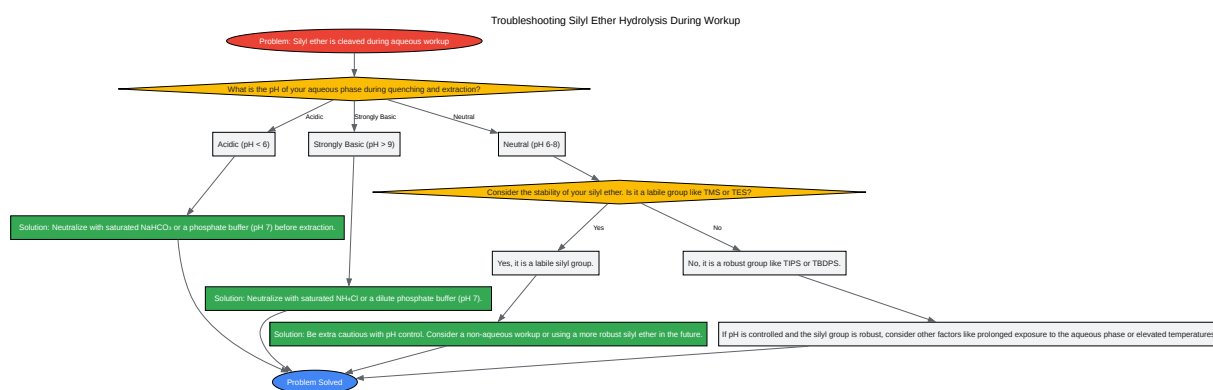 Troubleshooting Silyl Ether Hydrolysis During Workup
Problem: Silyl ether is cleaved during aqueous workup
What is the pH of your aqueous phase during quenching and extraction?
Acidic
Strongly Basic
Neutral
Acidic (pH < 6)
Strongly Basic (pH > 9)
Neutral (pH 6-8)
Consider the stability of your silyl ether. Is it a labile group like TMS or TES?
Solution: Neutralize with saturated NaHCO₃ or a phosphate buffer (pH 7) before extraction.
Yes
No
Yes, it is a labile silyl group.
No, it is a robust group like TIPS or TBDPS.
Solution: Neutralize with saturated NH₄Cl or a dilute phosphate buffer (pH 7).
Solution: Be extra cautious with pH control. Consider a non-aqueous workup or using a more robust silyl ether in the future.
If pH is controlled and the silyl group is robust, consider other factors like prolonged exposure to the aqueous phase or elevated temperatures
Problem Solved